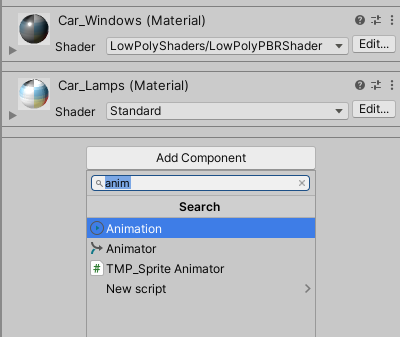 Car_Windows (Material)
Shader LowPolyShaders/LowPolyPBRShader Edit...
Car_Lamps (Material)
Shader Standard Edit...
Add Component
anim
Search
Animation
Animator
# TMP_Sprite Animator
New script